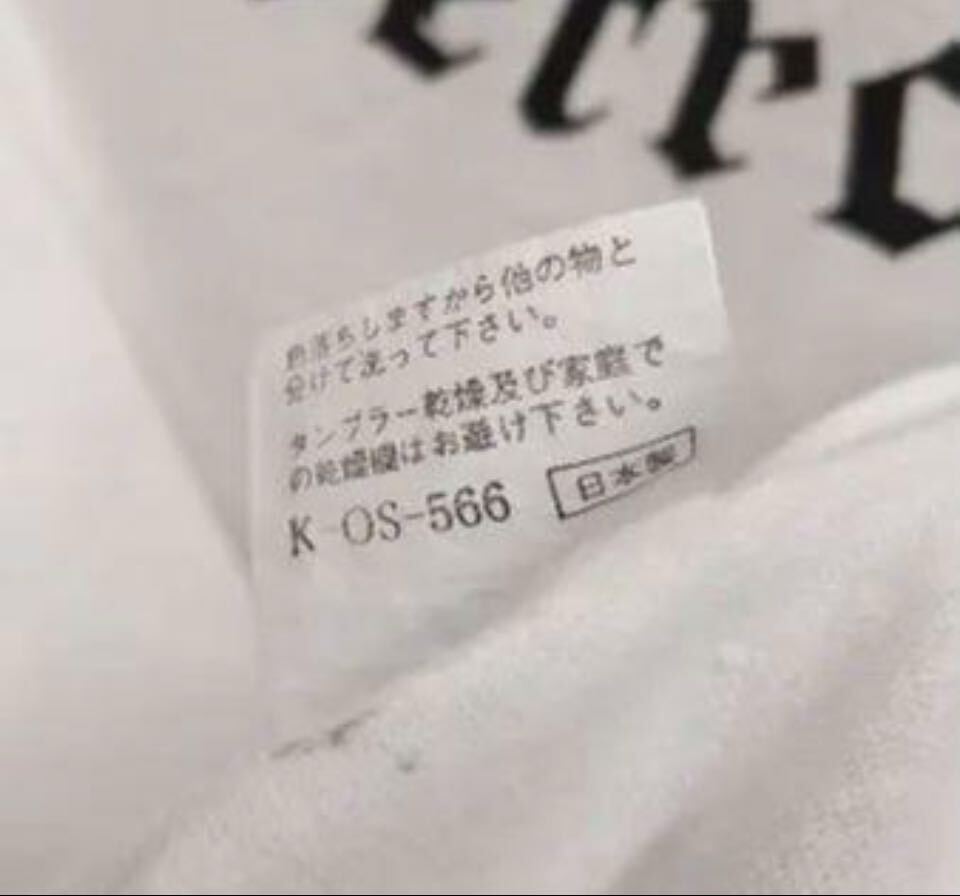 色落ちしますから他の物と
分けて洗って下さい。
タンブラー乾燥及び家庭で
の乾燥機はお避け下さい。
K OS-566 日本製